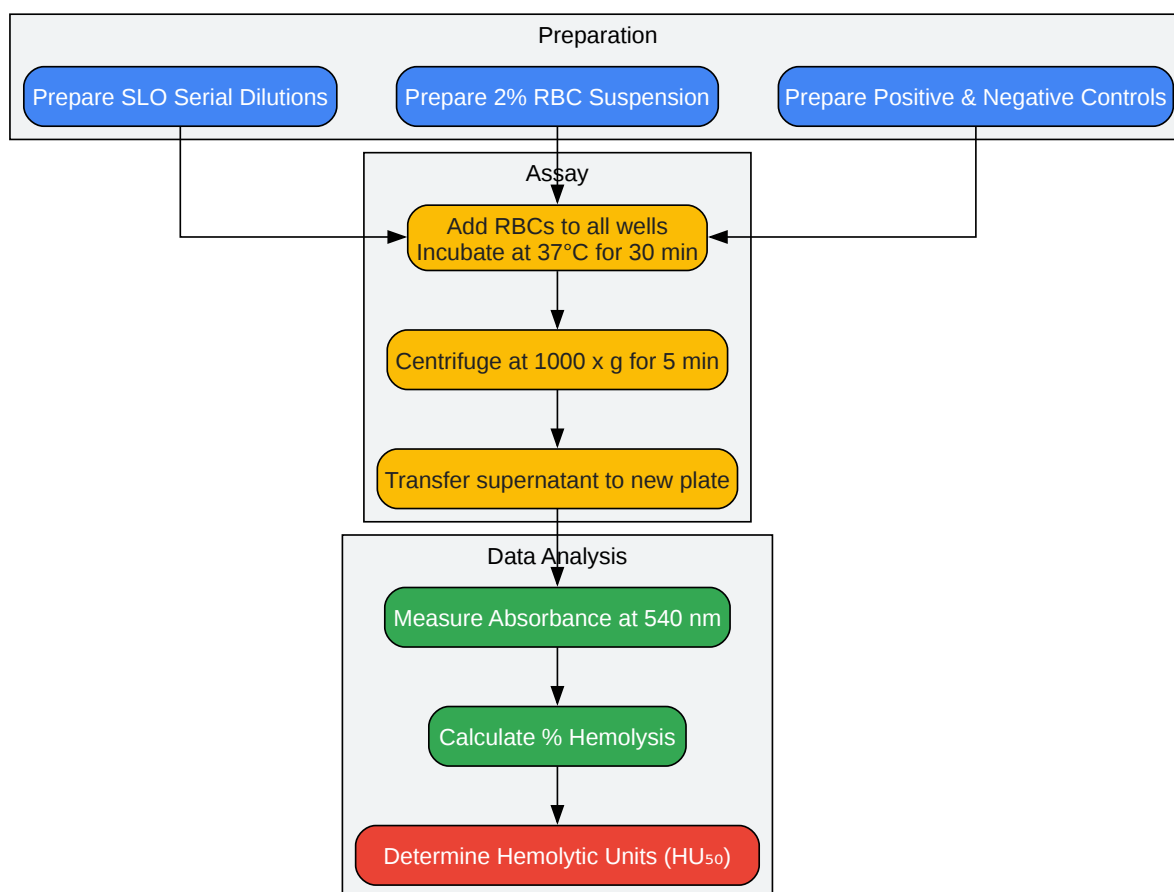 Preparation
Prepare SLO Serial Dilutions
Prepare 2% RBC Suspension
Prepare Positive & Negative Controls
Assay
Add RBCs to all wells
Incubate at 37°C for 30 min
Centrifuge at 1000 x g for 5 min
Transfer supernatant to new plate
Data Analysis
Measure Absorbance at 540 nm
Calculate % Hemolysis
Determine Hemolytic Units (HU₅₀)